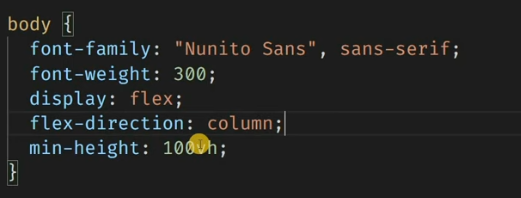 body {
font-family: "Nunito Sans", sans-serif;
font-weight: 300;
display: flex;
flex-direction: column;
min-height: 100vh;
}